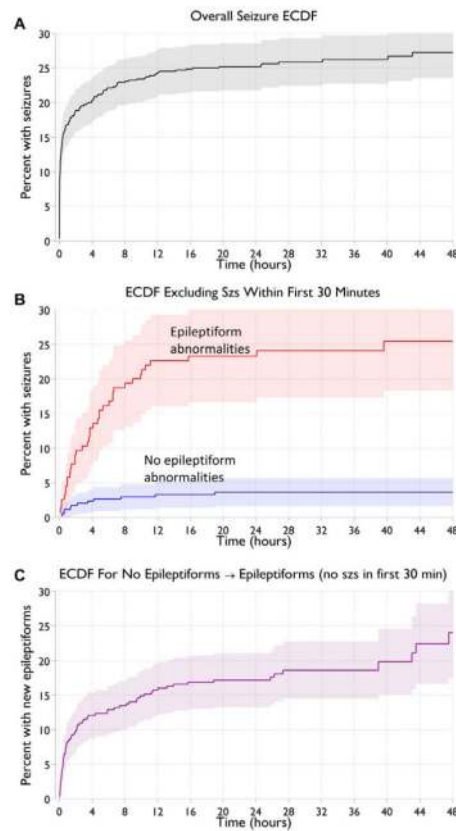 A
Overall Seizure ECDF
Percent with seizures
30
25
20
15
10
5
0
0 4 8 12 16 20 24 28 32 36 40 44 48
Time (hours)
B
ECDF Excluding Szs Within First 30 Minutes
Percent with seizures
30
25
20
15
10
5
0
Epileptiform
abnormalities
No epileptiform
abnormalities
0 4 8 12 16 20 24 28 32 36 40 44 48
Time (hours)
C
ECDF For No Epileptiforms → Epileptiforms (no szs in first 30 min)
Percent with new epileptiforms
30
25
20
15
10
5
0
0 4 8 12 16 20 24 28 32 36 40 44 48
Time (hours)